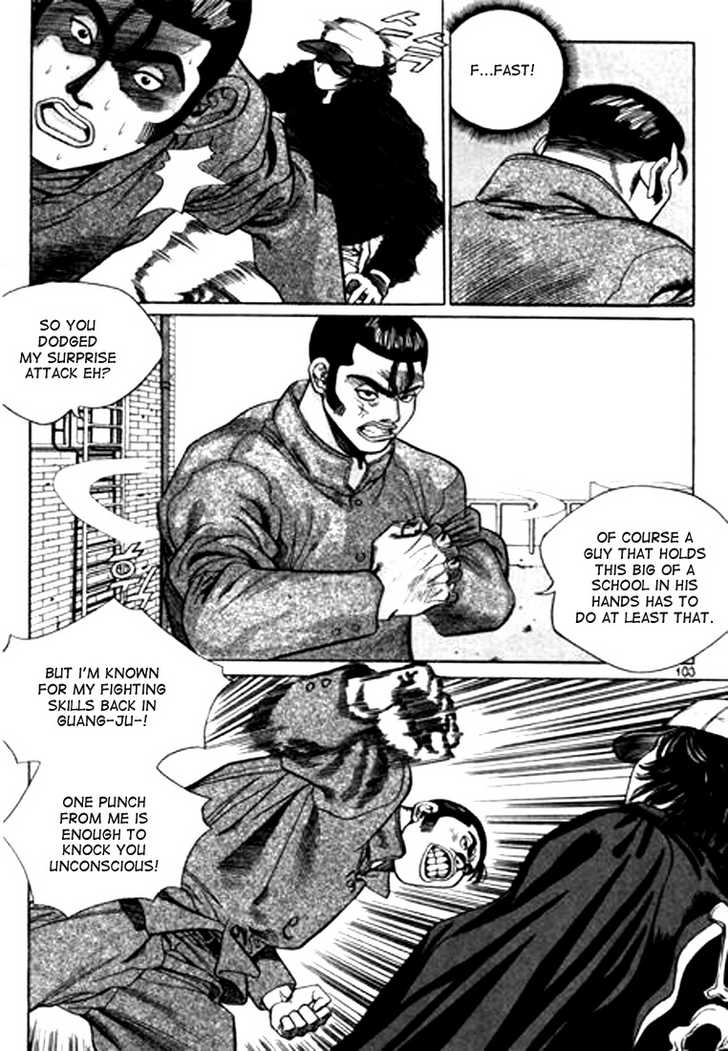 F...FAST!
SO YOU
DODGED
MY SURPRISE
ATTACK EH?
OF COURSE A
GUY THAT HOLDS
THIS BIG OF A
SCHOOL IN HIS
HANDS HAS TO
DO AT LEAST THAT.
103
BUT I'M KNOWN
FOR MY FIGHTING
SKILLS BACK IN
GUANG-JU-!
ONE PUNCH
FROM ME IS
ENOUGH TO
KNOCK YOU
UNCONSCIOUS!